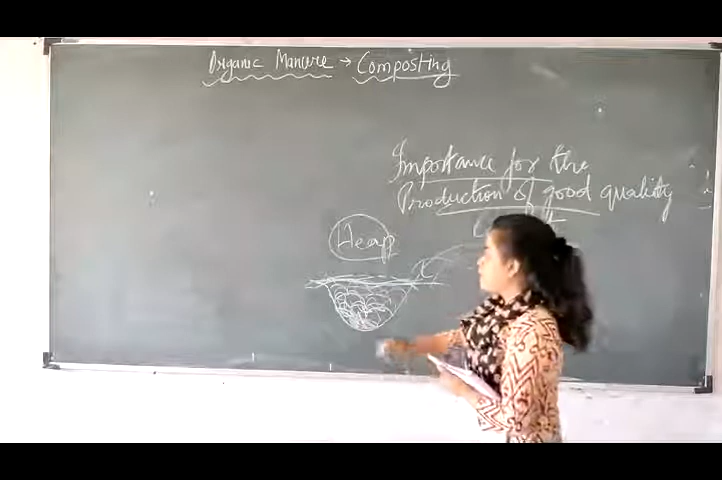 Organic Manure → Composting
Importance for the
Production of good quality
Heap